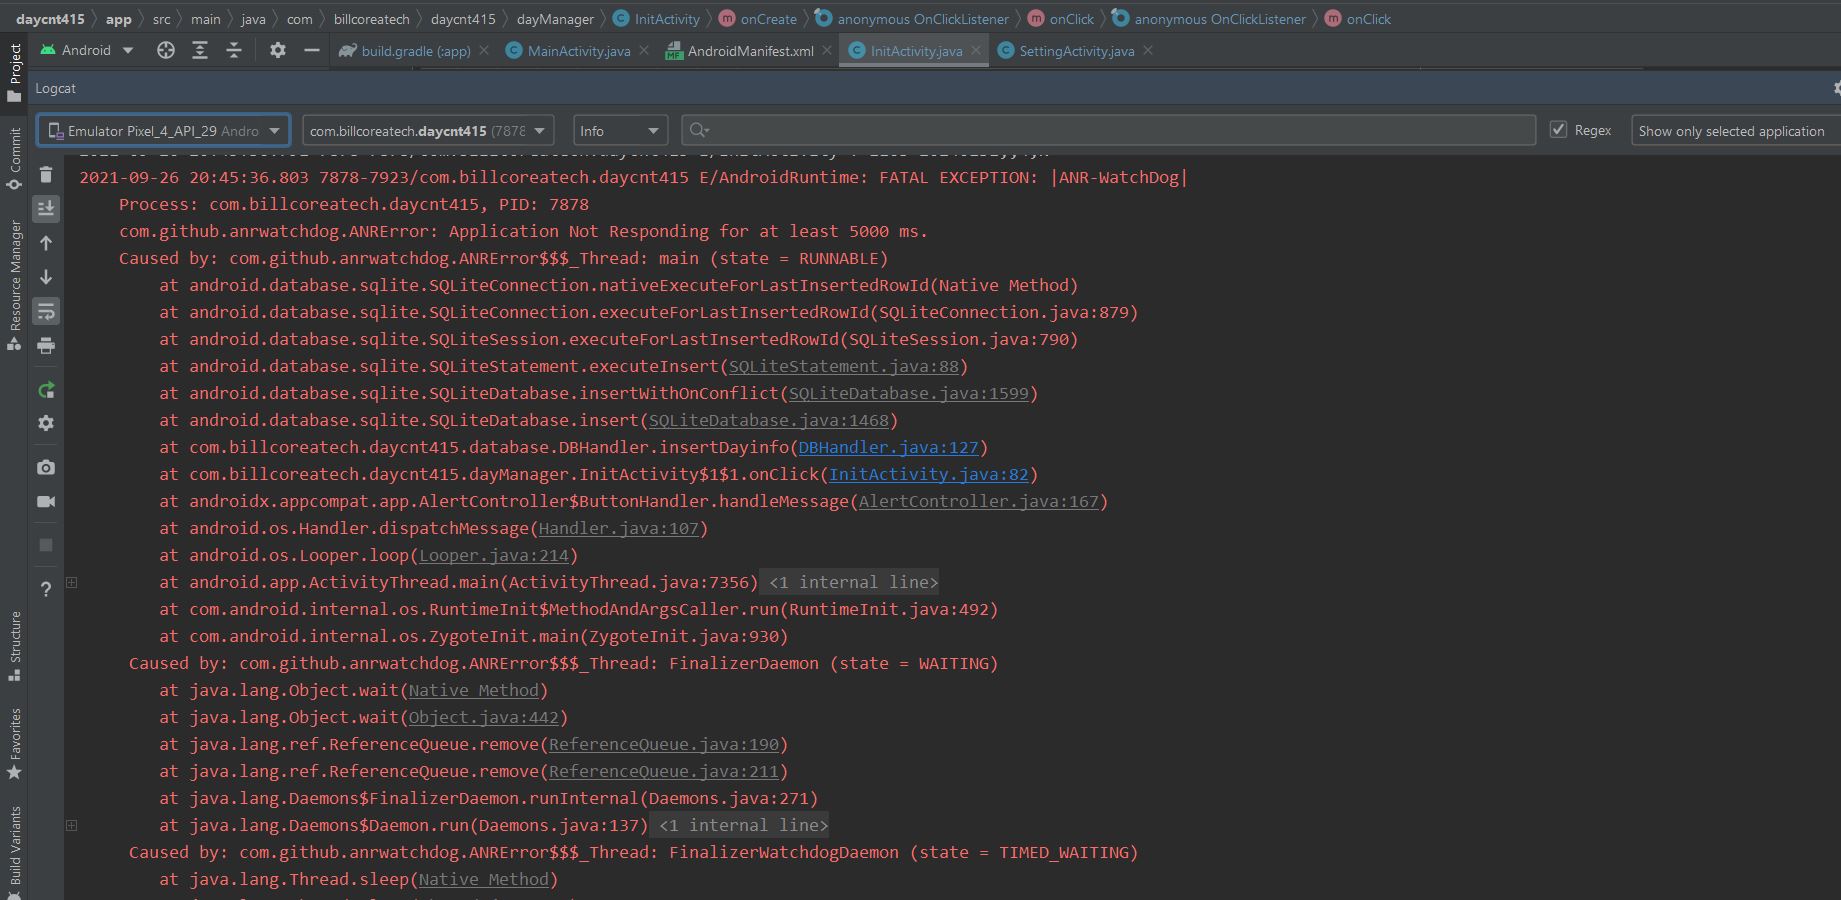 daycnt415 app src main java com billcoreatech daycnt415 dayManager InitActivity onCreate anonymous OnClickListener onClick anonymous OnClickListener onClick
Project
Android build.gradle (:app) MainActivity.java AndroidManifest.xml InitActivity.java SettingActivity.java
Logcat
Commit
Emulator Pixel_4_API_29 Andro com.billcoreatech.daycnt415 (7878 Info Regex Show only selected application
Resource Manager
2021-09-26 20:45:36.803 7878-7923/com.billcoreatech.daycnt415 E/AndroidRuntime: FATAL EXCEPTION: |ANR-WatchDog|
Process: com.billcoreatech.daycnt415, PID: 7878
com.github.anrwatchdog.ANRError: Application Not Responding for at least 5000 ms.
Caused by: com.github.anrwatchdog.ANRError$$$_Thread: main (state = RUNNABLE)
at android.database.sqlite.SQLiteConnection.nativeExecuteForLastInsertedRowId(Native Method)
at android.database.sqlite.SQLiteConnection.executeForLastInsertedRowId(SQLiteConnection.java:879)
at android.database.sqlite.SQLiteSession.executeForLastInsertedRowId(SQLiteSession.java:790)
at android.database.sqlite.SQLiteStatement.executeInsert(SQLiteStatement.java:88)
at android.database.sqlite.SQLiteDatabase.insertWithOnConflict(SQLiteDatabase.java:1599)
at android.database.sqlite.SQLiteDatabase.insert(SQLiteDatabase.java:1468)
at com.billcoreatech.daycnt415.database.DBHandler.insertDayinfo(DBHandler.java:127)
at com.billcoreatech.daycnt415.dayManager.InitActivity$1$1.onClick(InitActivity.java:82)
at androidx.appcompat.app.AlertController$ButtonHandler.handleMessage(AlertController.java:167)
at android.os.Handler.dispatchMessage(Handler.java:107)
at android.os.Looper.loop(Looper.java:214)
at android.app.ActivityThread.main(ActivityThread.java:7356) <1 internal line>
at com.android.internal.os.RuntimeInit$MethodAndArgsCaller.run(RuntimeInit.java:492)
at com.android.internal.os.ZygoteInit.main(ZygoteInit.java:930)
Structure
Caused by: com.github.anrwatchdog.ANRError$$$_Thread: FinalizerDaemon (state = WAITING)
at java.lang.Object.wait(Native Method)
at java.lang.Object.wait(Object.java:442)
Favorites
at java.lang.ref.ReferenceQueue.remove(ReferenceQueue.java:190)
at java.lang.ref.ReferenceQueue.remove(ReferenceQueue.java:211)
at java.lang.Daemons$FinalizerDaemon.runInternal(Daemons.java:271)
at java.lang.Daemons$Daemon.run(Daemons.java:137) <1 internal line>
Build Variants
Caused by: com.github.anrwatchdog.ANRError$$$_Thread: FinalizerWatchdogDaemon (state = TIMED_WAITING)
at java.lang.Thread.sleep(Native Method)